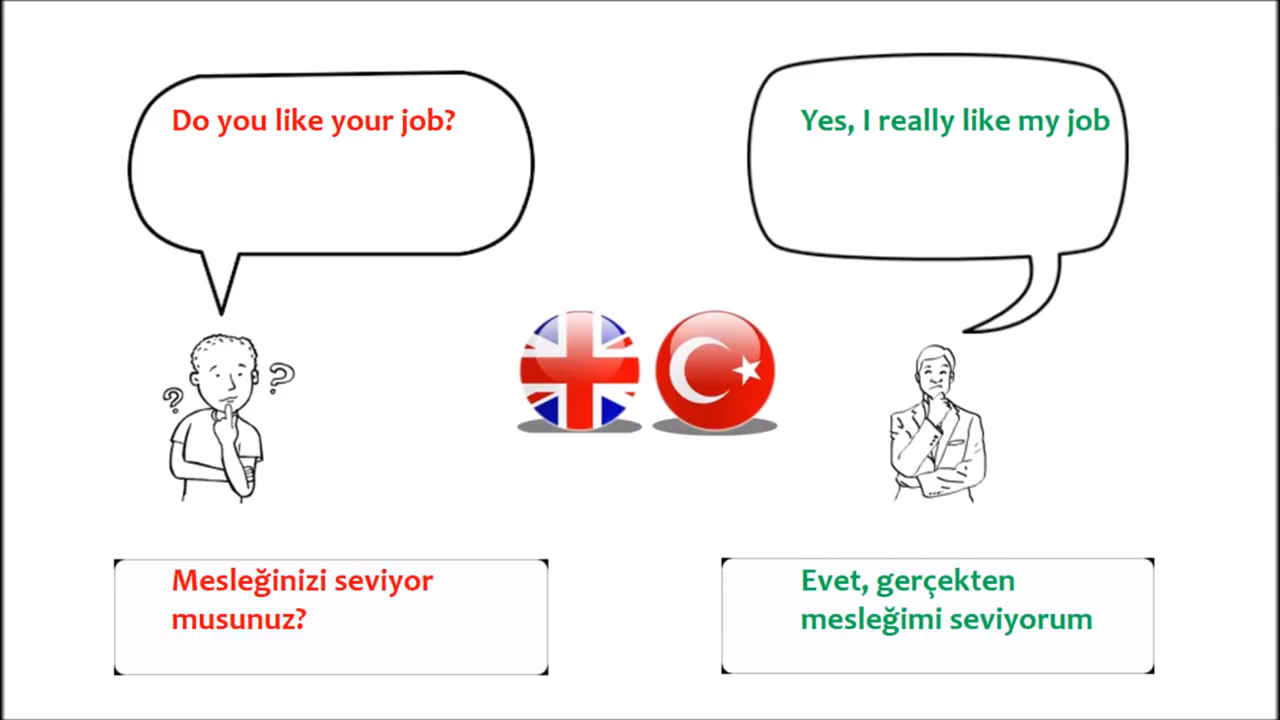 Do you like your job?
Yes, I really like my job
?
?
Mesleğinizi seviyor
musunuz?
Evet, gerçekten
mesleğimi seviyorum